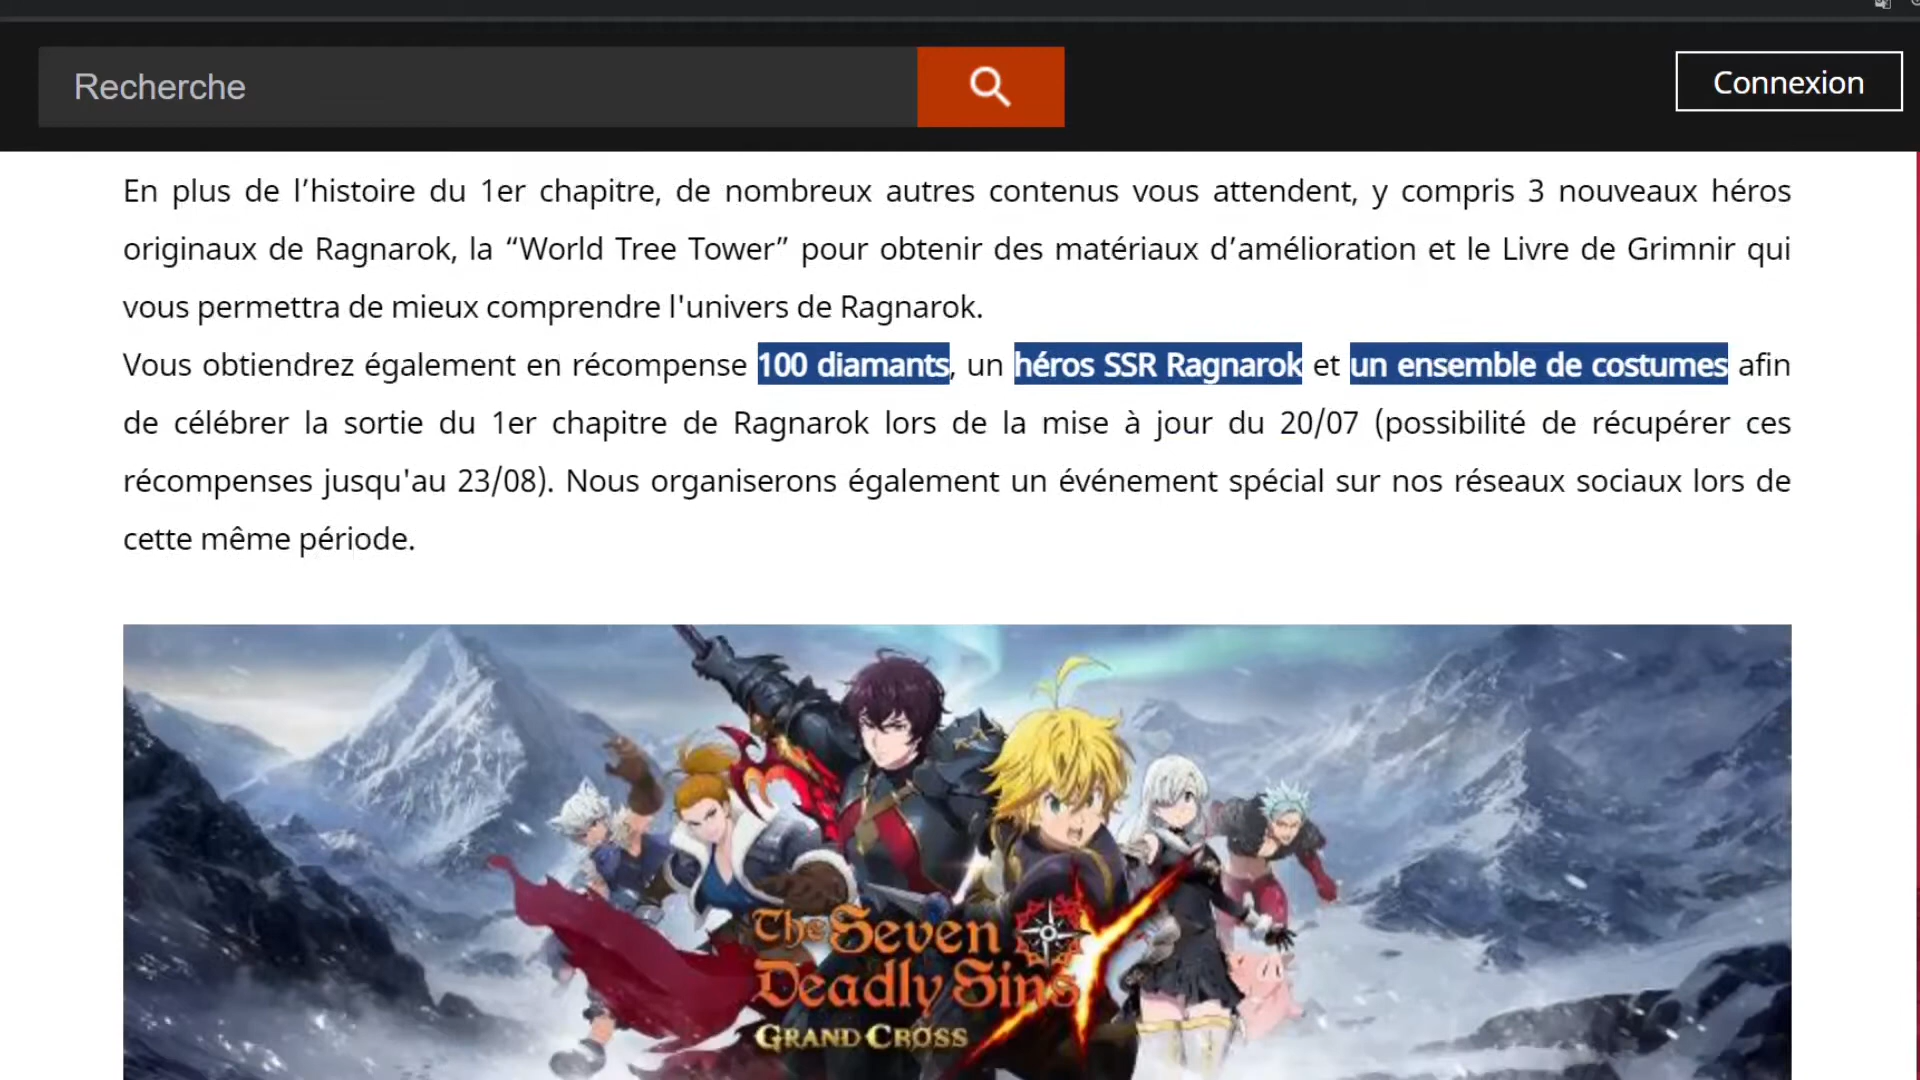 Recherche
Connexion
En plus de l’histoire du 1er chapitre, de nombreux autres contenus vous attendent, y compris 3 nouveaux héros
originaux de Ragnarok, la “World Tree Tower” pour obtenir des matériaux d’amélioration et le Livre de Grimnir qui
vous permettra de mieux comprendre l'univers de Ragnarok.
Vous obtiendrez également en récompense 100 diamants, un héros SSR Ragnarok et un ensemble de costumes afin
de célébrer la sortie du 1er chapitre de Ragnarok lors de la mise à jour du 20/07 (possibilité de récupérer ces
récompenses jusqu'au 23/08). Nous organiserons également un événement spécial sur nos réseaux sociaux lors de
cette même période.
The Seven
Deadly Sins
GRAND CROSS